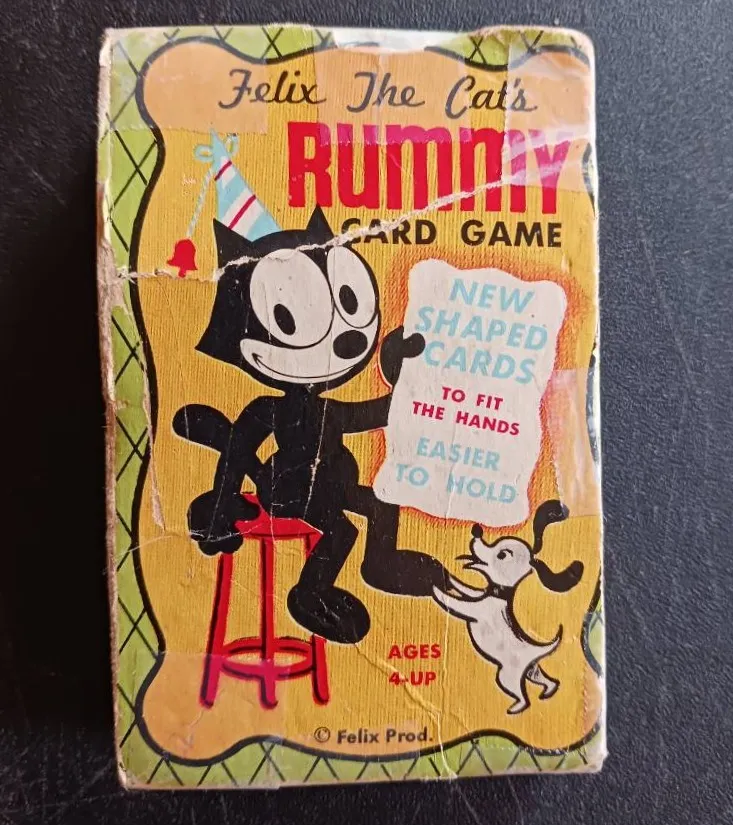 Felix The Cat's
RUMMY
CARD GAME
NEW
SHAPED
CARDS
TO FIT
THE HANDS
EASIER
TO HOLD
AGES
4-UP
© Felix Prod.